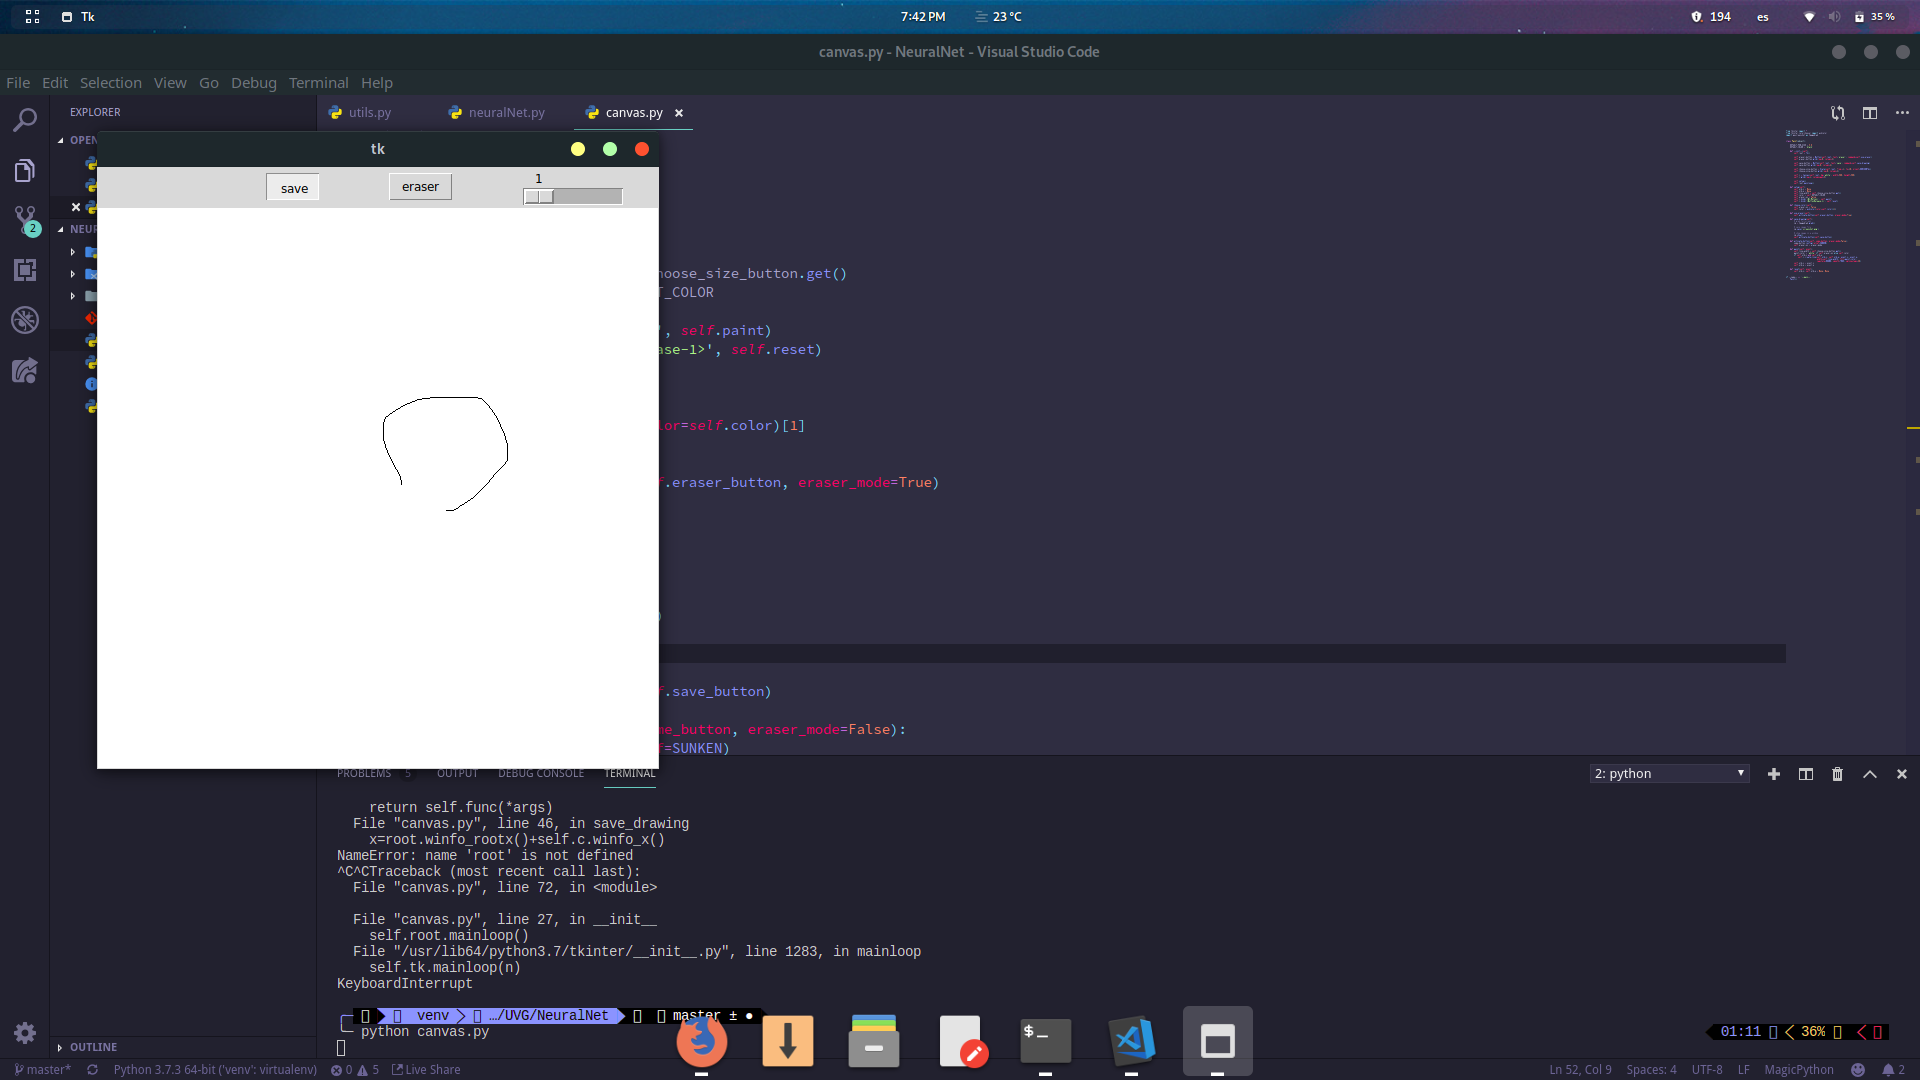 Tk
7:42 PM
23 °C
194
es
35 %
canvas.py - NeuralNet - Visual Studio Code
File Edit Selection View Go Debug Terminal Help
EXPLORER
utils.py
neuralNet.py
canvas.py
OPEN
tk
save
eraser
1
2
NEUR
hoose_size_button.get()
T_COLOR
', self.paint)
ase-1>', self.reset)
lor=self.color)[1]
f.eraser_button, eraser_mode=True)
)
f.save_button)
me_button, eraser_mode=False):
f=SUNKEN)
PROBLEMS 5 OUTPUT DEBUG CONSOLE TERMINAL
2: python
return self.func(*args)
File "canvas.py", line 46, in save_drawing
x=root.winfo_rootx()+self.c.winfo_x()
NameError: name 'root' is not defined
^C^CTraceback (most recent call last):
File "canvas.py", line 72, in <module>
File "canvas.py", line 27, in __init__
self.root.mainloop()
File "/usr/lib64/python3.7/tkinter/__init__.py", line 1283, in mainloop
self.tk.mainloop(n)
KeyboardInterrupt
venv …/UVG/NeuralNet master ± ●
python canvas.py
01:11 36%
$_
OUTLINE
master*
Python 3.7.3 64-bit ('venv': virtualenv)
0
5
Live Share
Ln 52, Col 9
Spaces: 4
UTF-8
LF
MagicPython
2